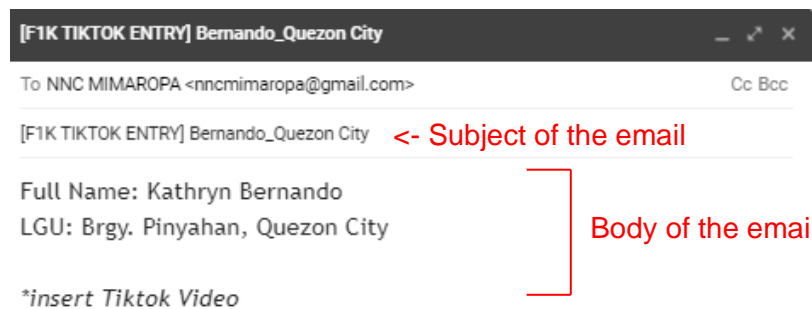 [F1K TIKTOK ENTRY] Bernando_Quezon City
To NNC MIMAROPA <nncmimaropa@gmail.com> Cc Bcc
[F1K TIKTOK ENTRY] Bernando_Quezon City <- Subject of the email
Full Name: Kathryn Bernando
LGU: Brgy. Pinyahan, Quezon City
Body of the emai
*insert Tiktok Video